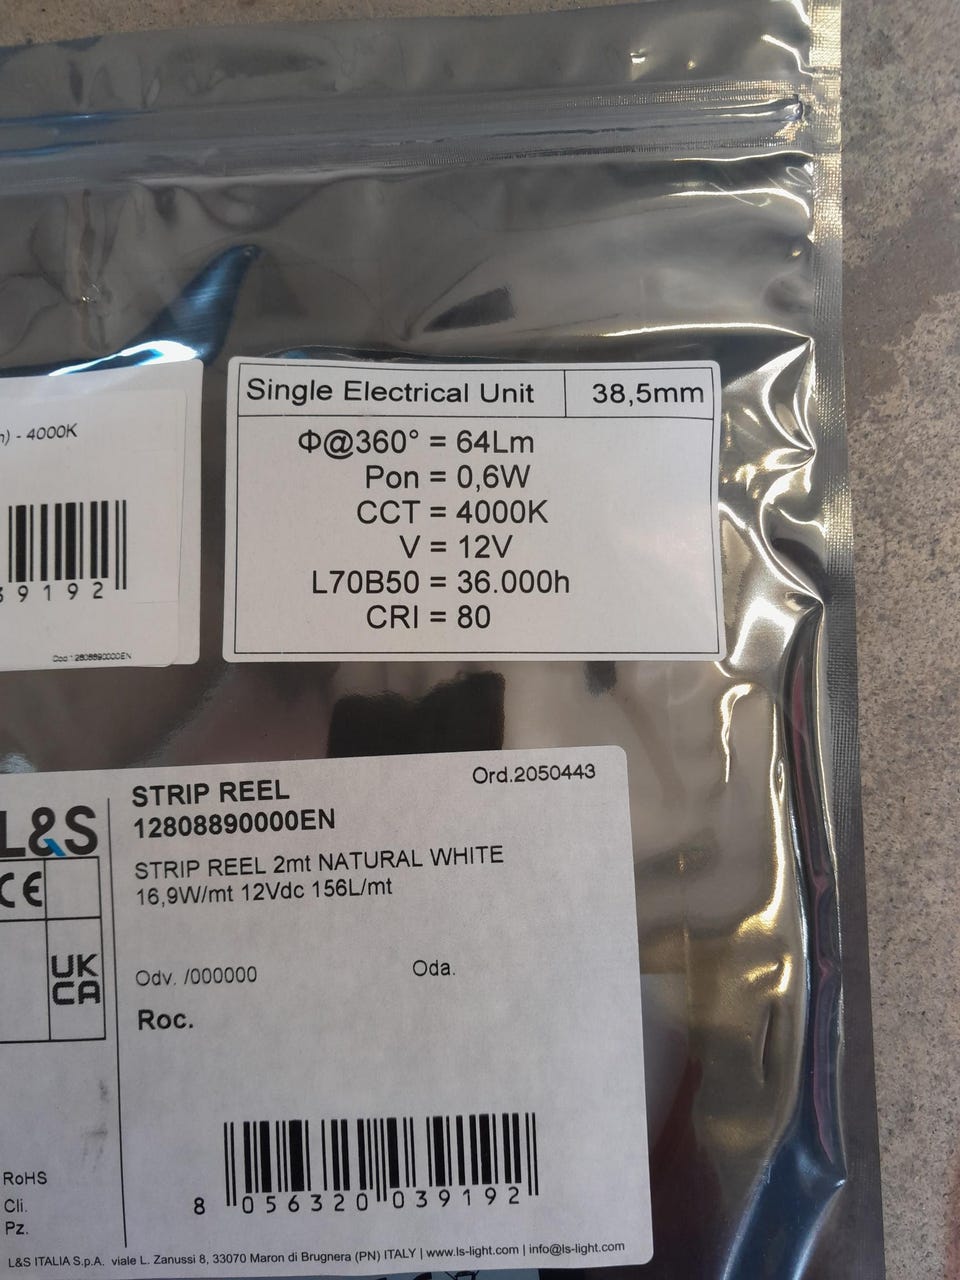 ) - 4000K
9192
Cod.12808890000EN
Single Electrical Unit 38,5mm
Φ@360° = 64Lm
Pon = 0,6W
CCT = 4000K
V = 12V
L70B50 = 36.000h
CRI = 80
L&S
CE
UK
CA
RoHS
Cli.
Pz.
Ord.2050443
STRIP REEL
12808890000EN
STRIP REEL 2mt NATURAL WHITE
16,9W/mt 12Vdc 156L/mt
Odv. /000000 Oda.
Roc.
8 056320 039192
L&S ITALIA S.p.A. viale L. Zanussi 8, 33070 Maron di Brugnera (PN) ITALY | www.ls-light.com | info@ls-light.com